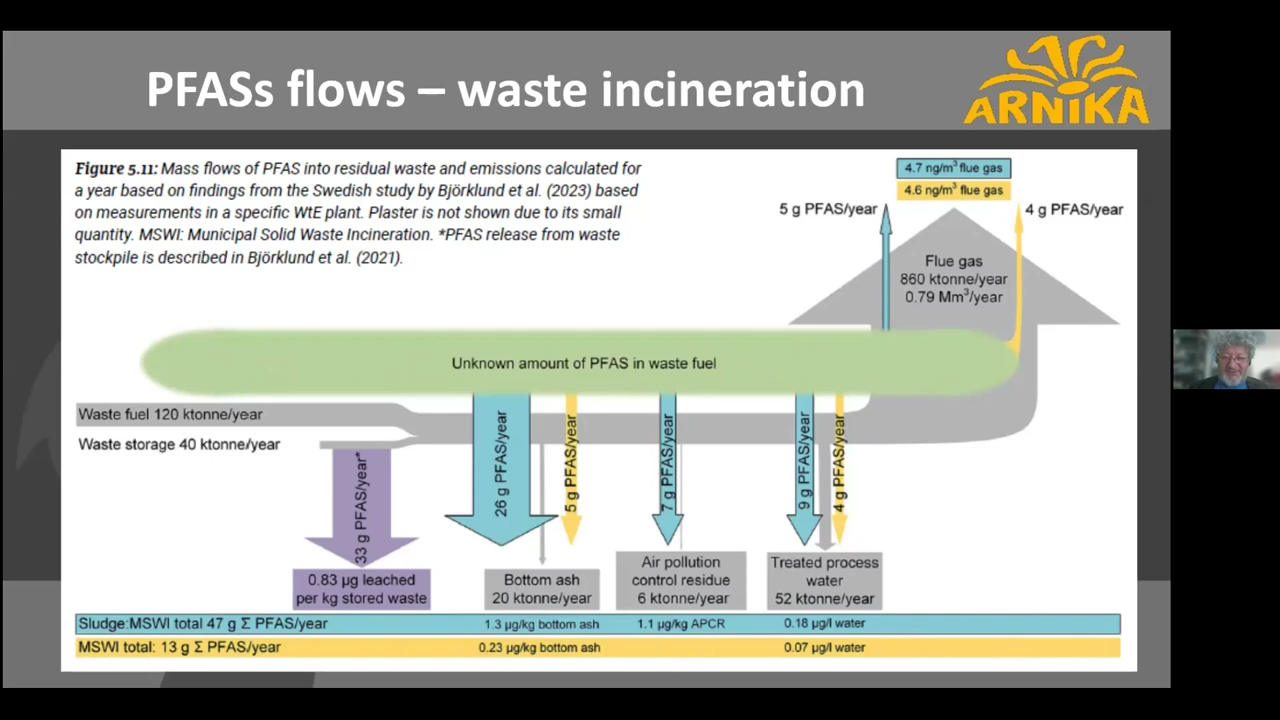 PFASs flows – waste incineration
ARNIKA
Figure 5.11: Mass flows of PFAS into residual waste and emissions calculated for
a year based on findings from the Swedish study by Björklund et al. (2023) based
on measurements in a specific WtE plant. Plaster is not shown due to its small
quantity. MSWI: Municipal Solid Waste Incineration. *PFAS release from waste
stockpile is described in Björklund et al. (2021).
4.7 ng/m³ flue gas
4.6 ng/m³ flue gas
5 g PFAS/year
4 g PFAS/year
Flue gas
860 ktonne/year
0.79 Mm³/year
Unknown amount of PFAS in waste fuel
Waste fuel 120 ktonne/year
Waste storage 40 ktonne/year
33 g PFAS/year*
26 g PFAS/year
5 g PFAS/year
7 g PFAS/year
9 g PFAS/year
4 g PFAS/year
0.83 µg leached
per kg stored waste
Bottom ash
20 ktonne/year
Air pollution
control residue
6 ktonne/year
Treated process
water
52 ktonne/year
Sludge:MSWI total 47 g Σ PFAS/year
1.3 µg/kg bottom ash
1.1 µg/kg APCR
0.18 µg/l water
MSWI total: 13 g Σ PFAS/year
0.23 µg/kg bottom ash
0.07 µg/l water